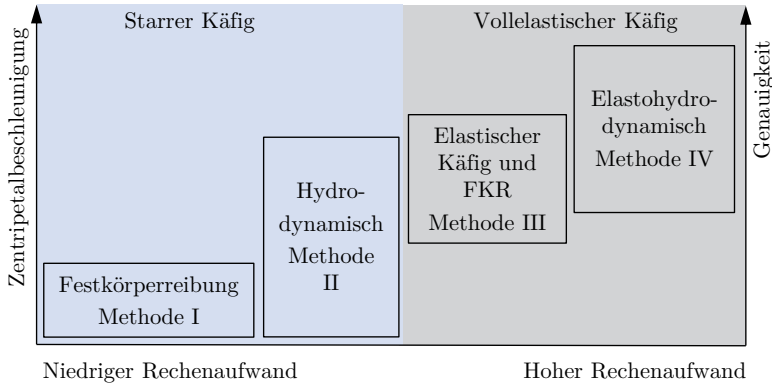 Starrer Käfig
Vollelastischer Käfig
Zentripetalbeschleunigung
Genauigkeit
Festkörperreibung
Methode I
Hydro-
dynamisch
Methode
II
Elastischer
Käfig und
FKR
Methode III
Elastohydro-
dynamisch
Methode IV
Niedriger Rechenaufwand
Hoher Rechenaufwand